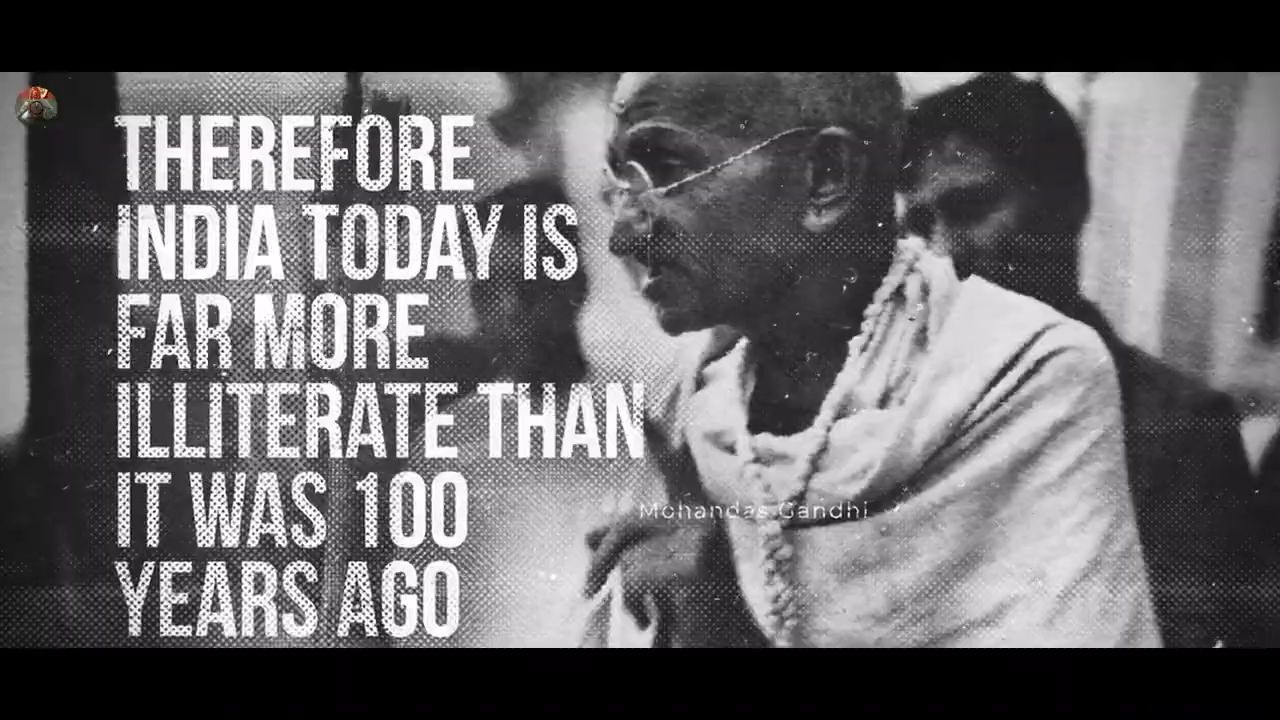 THEREFORE
INDIA TODAY IS
FAR MORE
ILLITERATE THAN
IT WAS 100
YEARS AGO
Mohandas Gandhi